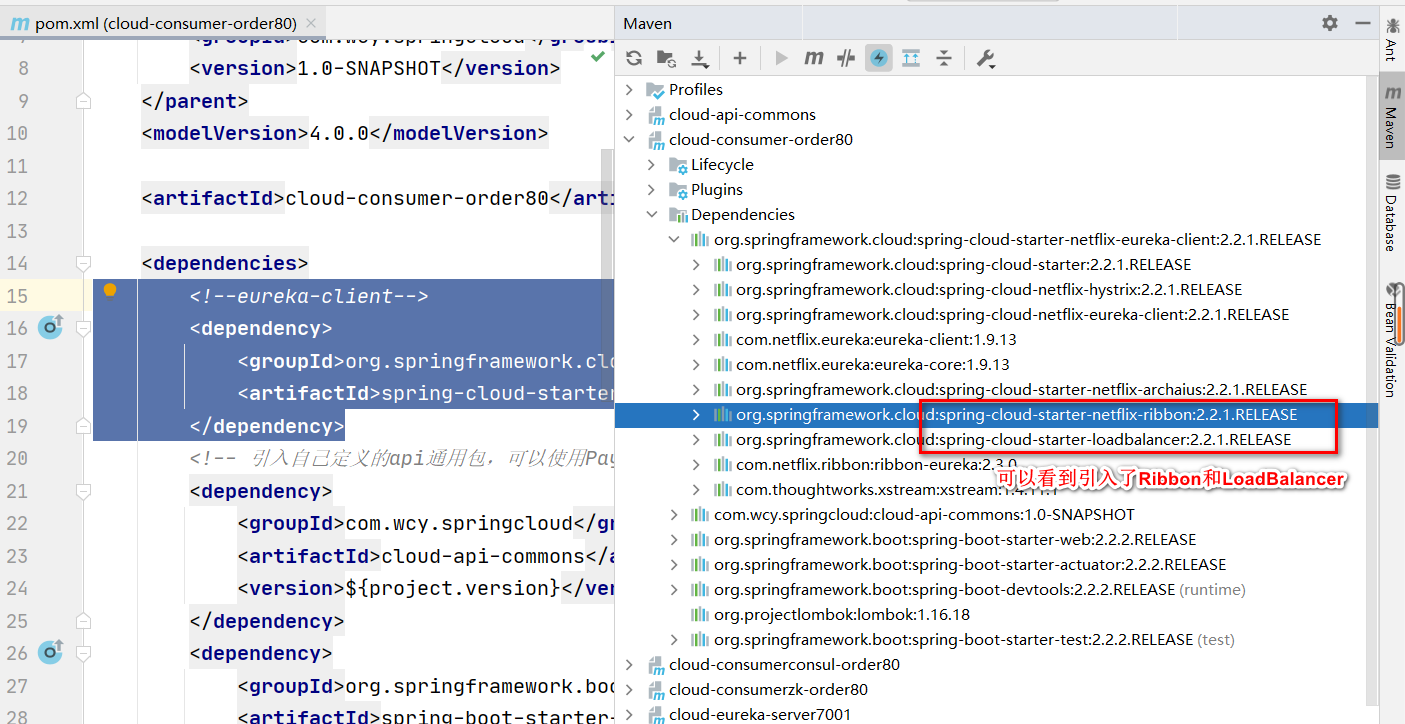 pom.xml (cloud-consumer-order80)
8 <version>1.0-SNAPSHOT</version>
9 </parent>
10 <modelVersion>4.0.0</modelVersion>
11
12 <artifactId>cloud-consumer-order80</arti
13
14 <dependencies>
15 <!--eureka-client-->
16 <dependency>
17 <groupId>org.springframework.clo
18 <artifactId>spring-cloud-starter
19 </dependency>
20 <!-- 引入自己定义的api通用包，可以使用Pay
21 <dependency>
22 <groupId>com.wcy.springcloud</gr
23 <artifactId>cloud-api-commons</a
24 <version>${project.version}</ver
25 </dependency>
26 <dependency>
27 <groupId>org.springframework.boo
28 <artifactId>spring-boot-starter-
Maven
Profiles
cloud-api-commons
cloud-consumer-order80
Lifecycle
Plugins
Dependencies
org.springframework.cloud:spring-cloud-starter-netflix-eureka-client:2.2.1.RELEASE
org.springframework.cloud:spring-cloud-starter:2.2.1.RELEASE
org.springframework.cloud:spring-cloud-netflix-hystrix:2.2.1.RELEASE
org.springframework.cloud:spring-cloud-netflix-eureka-client:2.2.1.RELEASE
com.netflix.eureka:eureka-client:1.9.13
com.netflix.eureka:eureka-core:1.9.13
org.springframework.cloud:spring-cloud-starter-netflix-archaius:2.2.1.RELEASE
org.springframework.cloud:spring-cloud-starter-netflix-ribbon:2.2.1.RELEASE
org.springframework.cloud:spring-cloud-starter-loadbalancer:2.2.1.RELEASE
com.netflix.ribbon:ribbon-eureka:2.3.0
可以看到引入了Ribbon和LoadBalancer
com.thoughtworks.xstream:xstream:1.4.11.1
com.wcy.springcloud:cloud-api-commons:1.0-SNAPSHOT
org.springframework.boot:spring-boot-starter-web:2.2.2.RELEASE
org.springframework.boot:spring-boot-starter-actuator:2.2.2.RELEASE
org.springframework.boot:spring-boot-devtools:2.2.2.RELEASE (runtime)
org.projectlombok:lombok:1.16.18
org.springframework.boot:spring-boot-starter-test:2.2.2.RELEASE (test)
cloud-consumerconsul-order80
cloud-consumerzk-order80
cloud-eureka-server7001
Ant
Maven
Database
Bean Validation